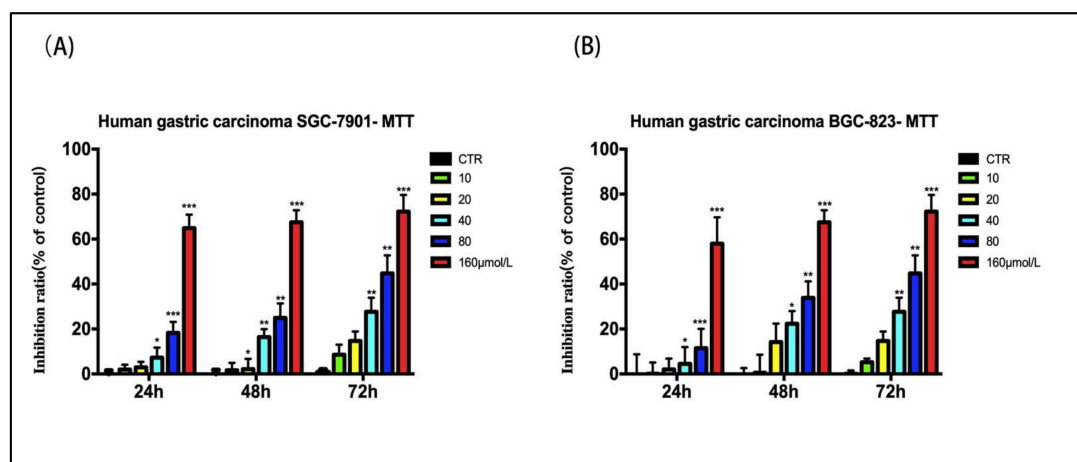 (A)
Human gastric carcinoma SGC-7901- MTT
Inhibition ratio(% of control)
100
80
60
40
20
0
*
***
***
*
**
**
***
**
**
***
24h
48h
72h
CTR
10
20
40
80
160μmol/L
(B)
Human gastric carcinoma BGC-823- MTT
Inhibition ratio(% of control)
100
80
60
40
20
0
*
***
***
*
**
***
**
**
***
24h
48h
72h
CTR
10
20
40
80
160μmol/L